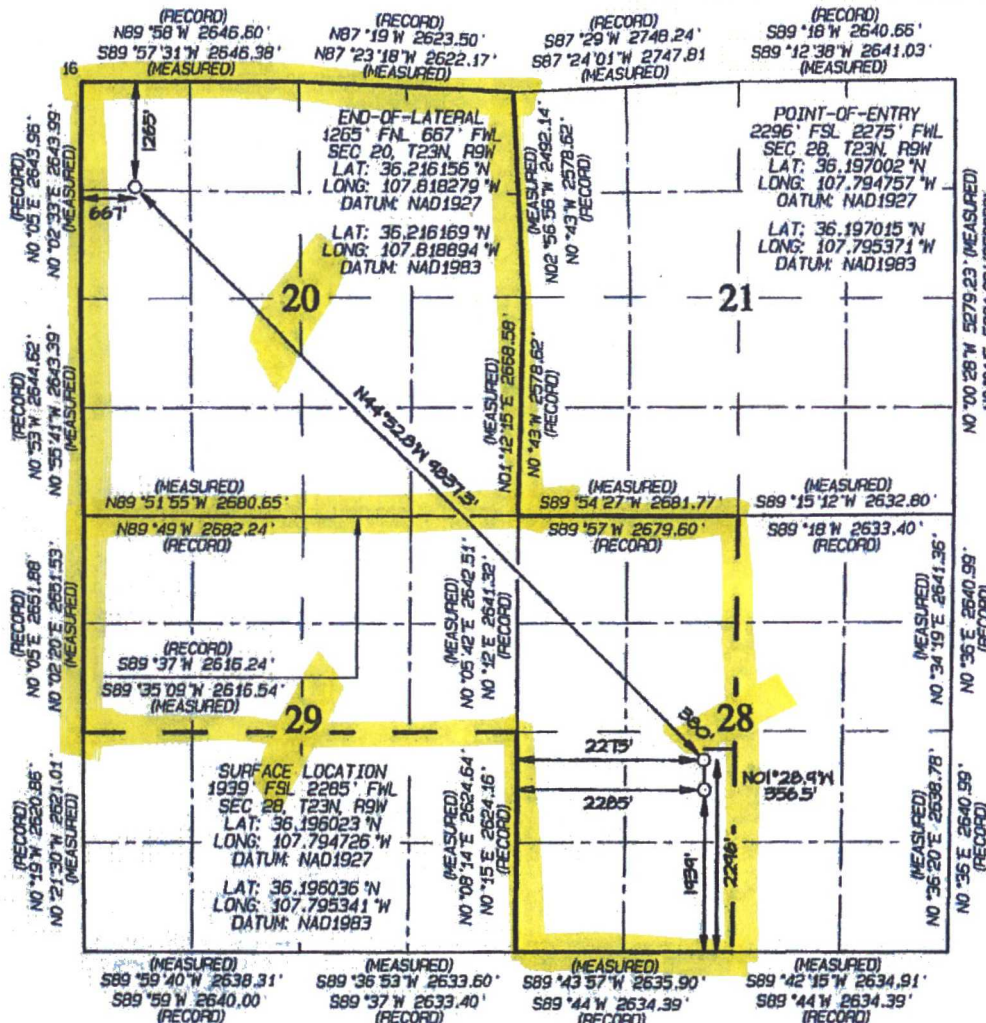 (RECORD)
N89°58'W 2646.60'
S89°57'31"W 2646.38'
(MEASURED)
(RECORD)
N87°19'W 2623.50'
N87°23'18"W 2622.17'
(MEASURED)
(RECORD)
S87°29'W 2748.24'
S87°24'01"W 2747.81
(MEASURED)
(RECORD)
S89°18'W 2640.66'
S89°12'38"W 2641.03'
(MEASURED)
16
1265'
667'
END-OF-LATERAL
1265' FNL 667' FWL
SEC 20, T23N, R9W
LAT: 36.216156°N
LONG: 107.818279°W
DATUM: NAD1927
LAT: 36.216169°N
LONG: 107.818894°W
DATUM: NAD1983
POINT-OF-ENTRY
2296' FSL 2275' FWL
SEC 28, T23N, R9W
LAT: 36.197002°N
LONG: 107.794757°W
DATUM: NAD1927
LAT: 36.197015°N
LONG: 107.795371°W
DATUM: NAD1983
(RECORD)
N0°05'E 2643.96'
N0°02'33"E 2643.99'
(MEASURED)
(MEASURED)
N02°56'56"W 2492.14'
N0°43'W 2578.62'
(RECORD)
N0°00'28"W 5279.23' (MEASURED)
20
21
(RECORD)
N0°53'W 2644.62'
N0°55'41"W 2643.39'
(MEASURED)
N44°52.8'W 9837.3'
(MEASURED)
N01°12'15"E 2668.58'
N0°43'W 2578.62'
(RECORD)
(MEASURED)
N89°51'55"W 2680.65'
N89°49'W 2682.24'
(RECORD)
(MEASURED)
S89°54'27"W 2681.77'
S89°57'W 2679.60'
(RECORD)
(MEASURED)
S89°15'12"W 2632.80'
S89°18'W 2633.40'
(RECORD)
(RECORD)
N0°05'E 2651.88'
N0°02'20"E 2651.53'
(MEASURED)
(RECORD)
S89°37'W 2616.24'
S89°35'09"W 2616.54'
(MEASURED)
(MEASURED)
N0°05'42"E 2642.51'
N0°12'E 2641.32'
(RECORD)
(MEASURED)
N0°34'19"E 2641.36'
N0°36'E 2640.99'
(RECORD)
29
28
2275'
2285'
N01°28.9'W
356.5'
1939'
2296'
SURFACE LOCATION
1939' FSL 2285' FWL
SEC 28, T23N, R9W
LAT: 36.196023°N
LONG: 107.794726°W
DATUM: NAD1927
LAT: 36.196036°N
LONG: 107.795341°W
DATUM: NAD1983
(RECORD)
N0°19'W 2620.86'
N0°21'30"W 2621.01'
(MEASURED)
(MEASURED)
N0°08'14"E 2624.64'
N0°15'E 2624.16'
(RECORD)
(MEASURED)
N0°36'20"E 2638.78'
N0°36'E 2640.99'
(RECORD)
(MEASURED)
S89°59'40"W 2638.31'
S89°59'W 2640.00'
(RECORD)
(MEASURED)
S89°36'53"W 2633.60'
S89°37'W 2633.40'
(RECORD)
(MEASURED)
S89°43'57"W 2635.90'
S89°44'W 2634.39'
(RECORD)
(MEASURED)
S89°42'15"W 2634.91'
S89°44'W 2634.39'
(RECORD)